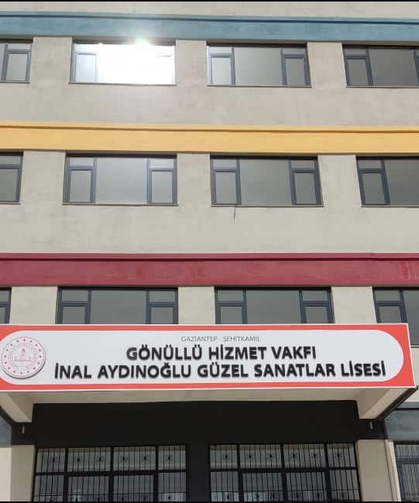 GAZİANTEP ŞEHİTKAMİL
GÖNÜLLÜ HİZMET VAKFI
İNAL AYDINOĞLU GÜZEL SANATLAR LİSESİ